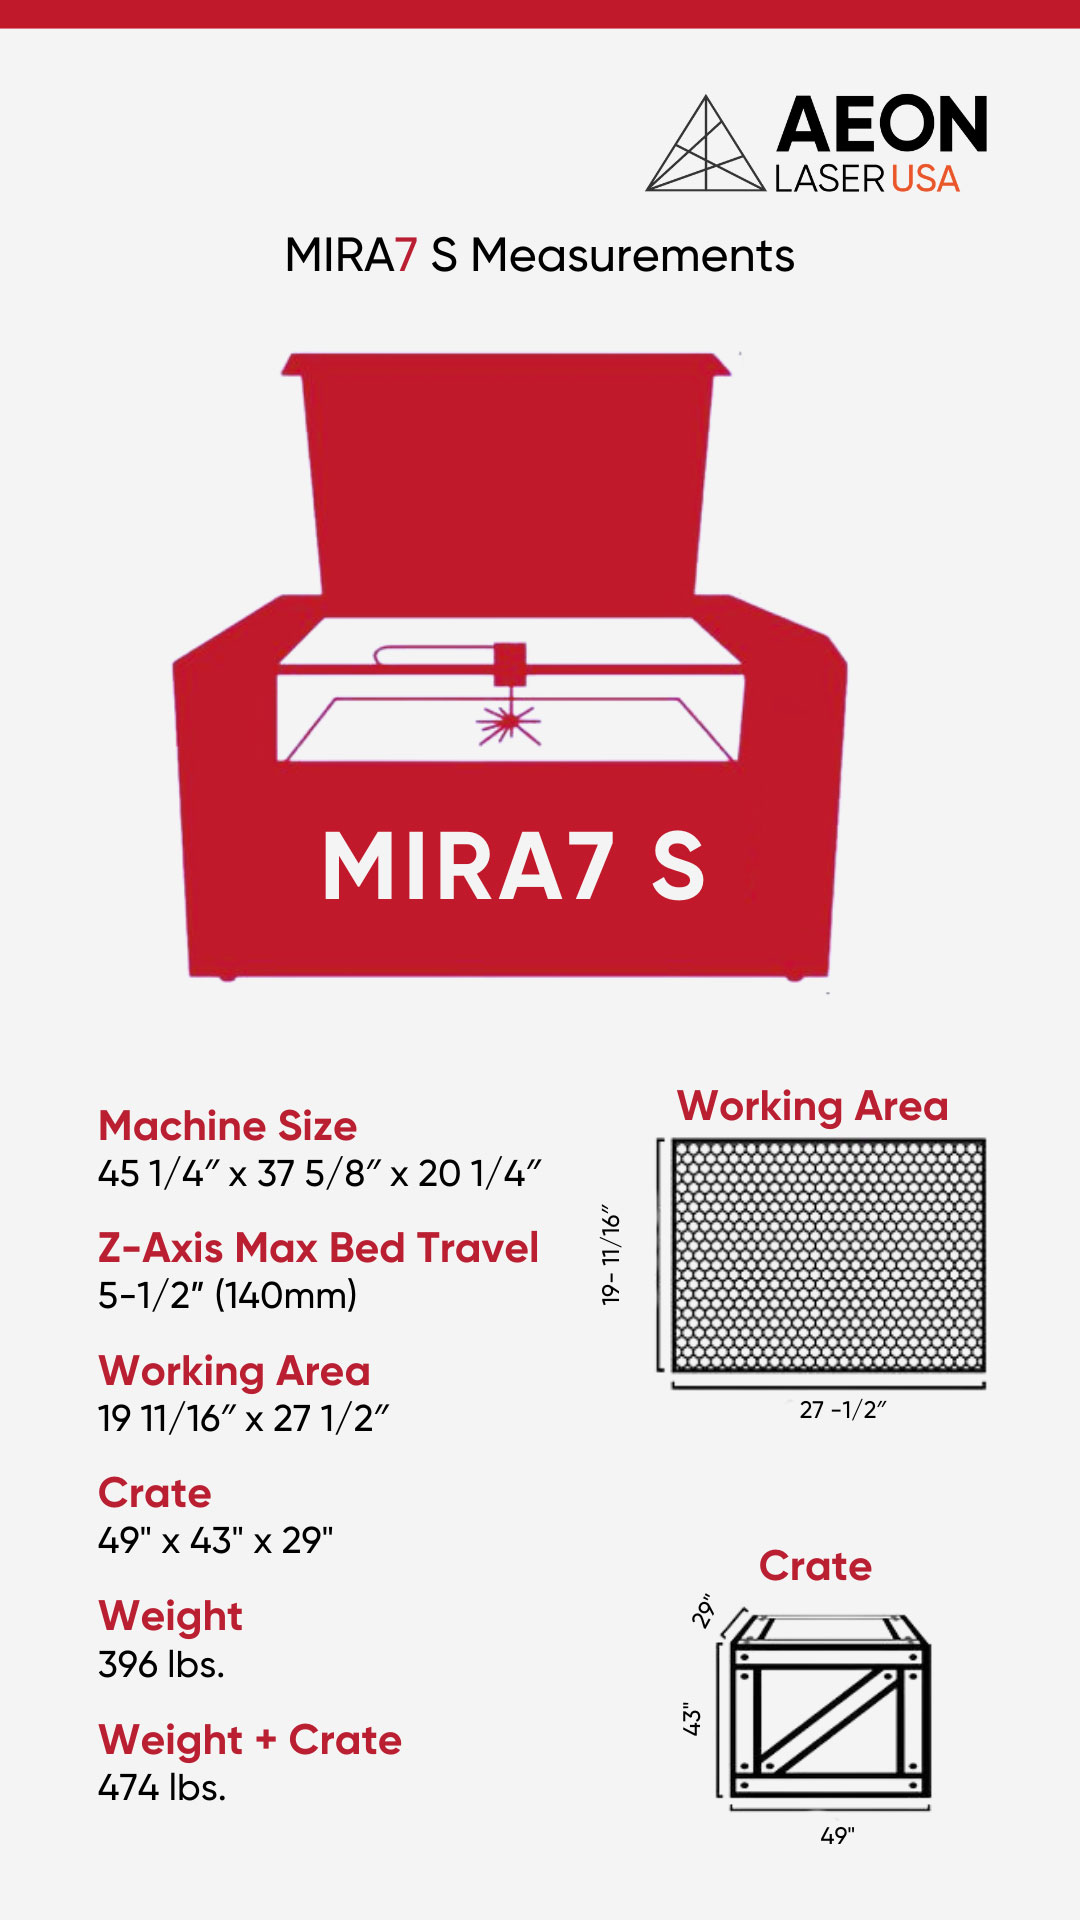 AEON
LASER USA
MIRA7 S Measurements
MIRA7 S
Machine Size
45 1/4″ x 37 5/8″ x 20 1/4″
Z-Axis Max Bed Travel
5-1/2” (140mm)
Working Area
19 11/16″ x 27 1/2″
Crate
49" x 43" x 29"
Weight
396 lbs.
Weight + Crate
474 lbs.
Working Area
19- 11/16″
27 -1/2″
Crate
29"
43"
49"